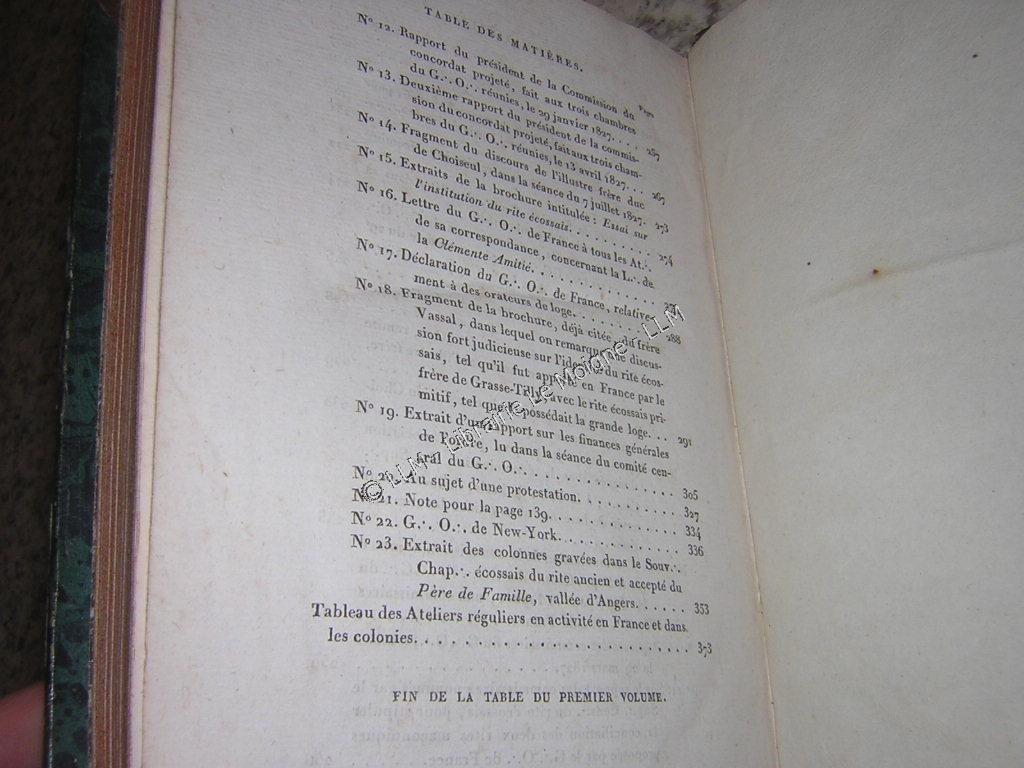 TABLE DES MATIÈRES.
Pages
N° 12. Rapport du président de la Commission du
concordat projeté, fait aux trois chambres
du G∴ O∴ réunies, le 29 janvier 1827. . . . 257
N° 13. Deuxième rapport du président de la commis-
sion du concordat projeté, fait aux trois cham-
bres du G∴ O∴ réunies, le 13 avril 1827. . . 267
N° 14. Fragment du discours de l'illustre frère duc
de Choiseul, dans la séance du 7 juillet 1827. 273
N° 15. Extraits de la brochure intitulée : Essai sur
l'institution du rite écossais. . . . . . . . . . 274
N° 16. Lettre du G∴ O∴ de France à tous les At∴
de sa correspondance, concernant la L∴ de
la Clémente Amitié. . . . . . . . . . . . .
N° 17. Déclaration du G∴ O∴ de France, relative-
ment à des orateurs de loge. . . . . . . . . 288
N° 18. Fragment de la brochure, déjà citée, du frère
Vassal, dans lequel on remarque une discus-
sion fort judicieuse sur l'identité du rite écos-
sais, tel qu'il fut apporté en France par le
frère de Grasse-Tilly, avec le rite écossais pri-
mitif, tel que le possédait la grande loge. . . 291
N° 19. Extrait d'un rapport sur les finances générales
de l'ordre, lu dans la séance du comité cen-
tral du G∴ O∴ . . . . . . . . . . . . . . . 305
N° 20. Au sujet d'une protestation. . . . . . . . . 327
N° 21. Note pour la page 139. . . . . . . . . . . . 334
N° 22. G∴ O∴ de New-York. . . . . . . . . . . . 336
N° 23. Extrait des colonnes gravées dans le Souv∴
Chap∴ écossais du rite ancien et accepté du
Père de Famille, vallée d'Angers. . . . . . 353
Tableau des Ateliers réguliers en activité en France et dans
les colonies. . . . . . . . . . . . . . . . . . . . . . . 373
FIN DE LA TABLE DU PREMIER VOLUME.
© LLM - Librairie Le Moigne - LLM